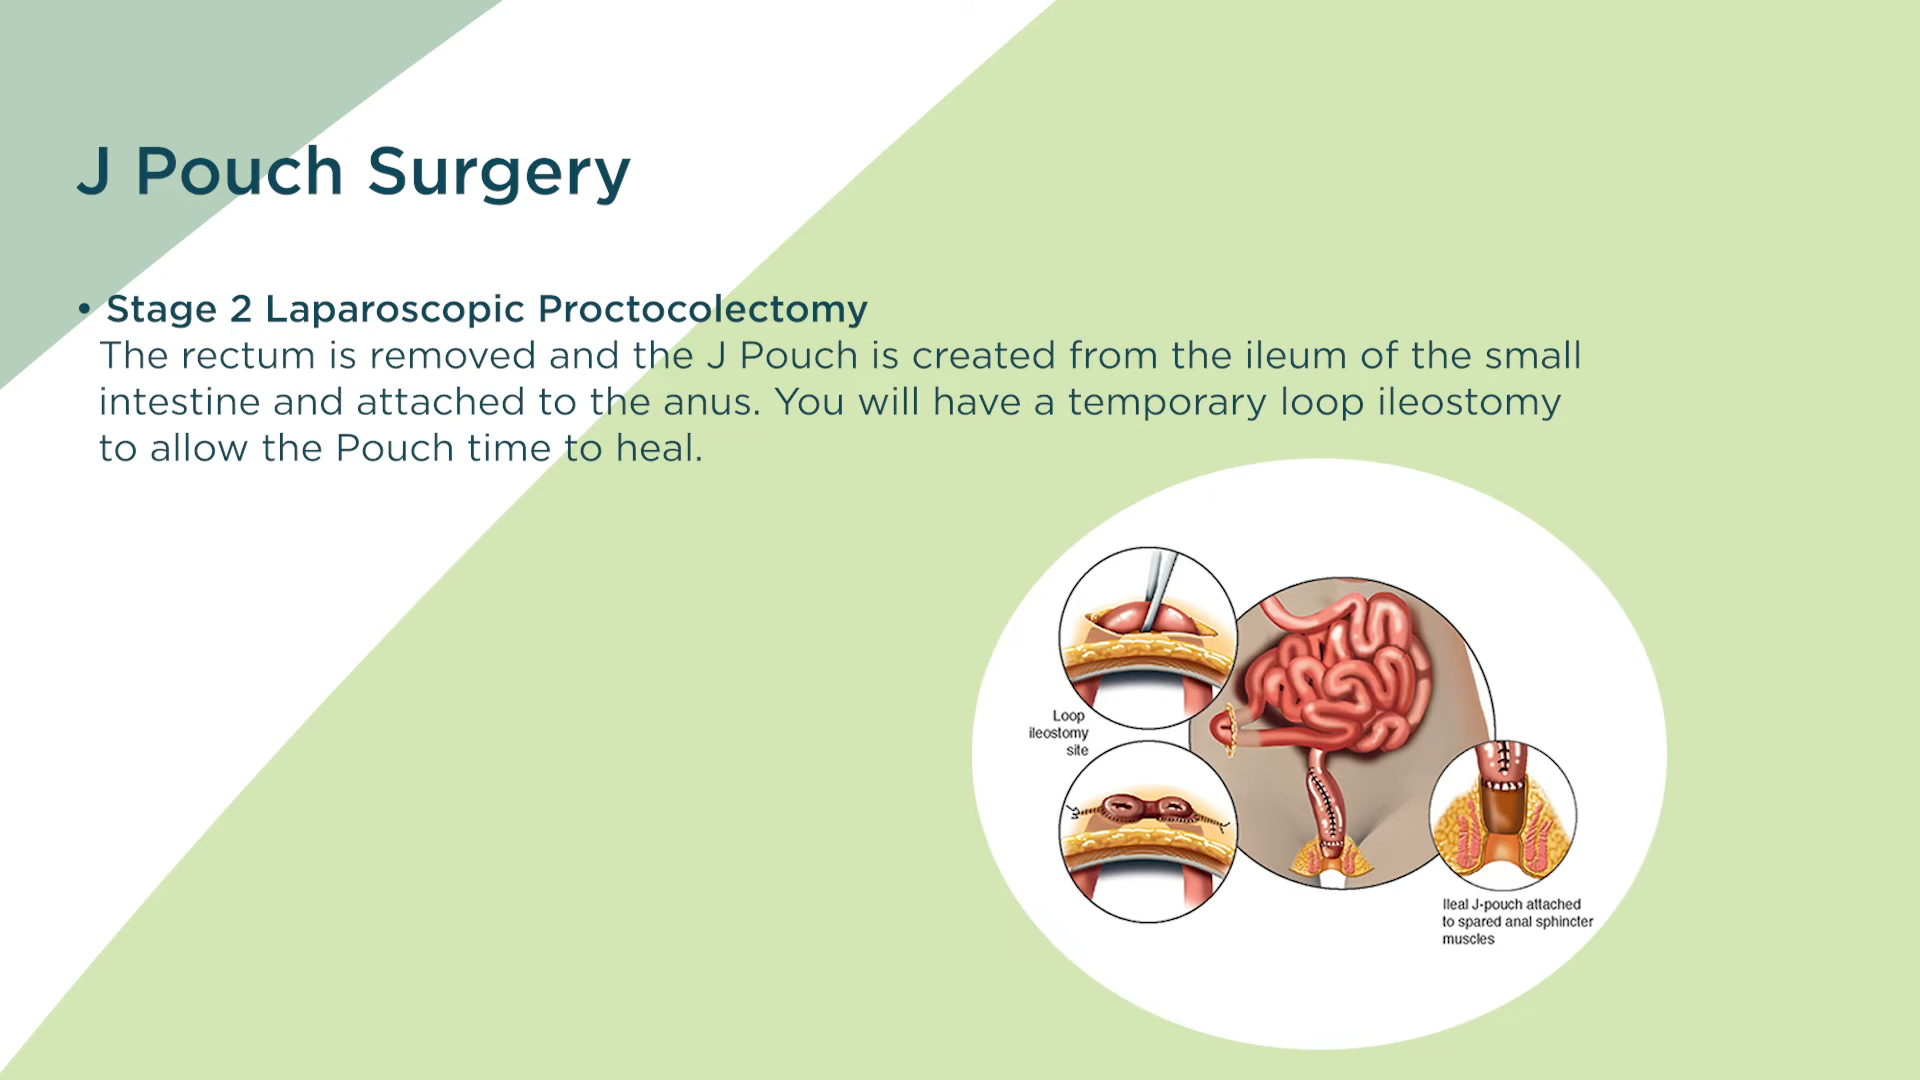 J Pouch Surgery
• Stage 2 Laparoscopic Proctocolectomy
The rectum is removed and the J Pouch is created from the ileum of the small
intestine and attached to the anus. You will have a temporary loop ileostomy
to allow the Pouch time to heal.
Loop
ileostomy
site
Ileal J-pouch attached
to spared anal sphincter
muscles